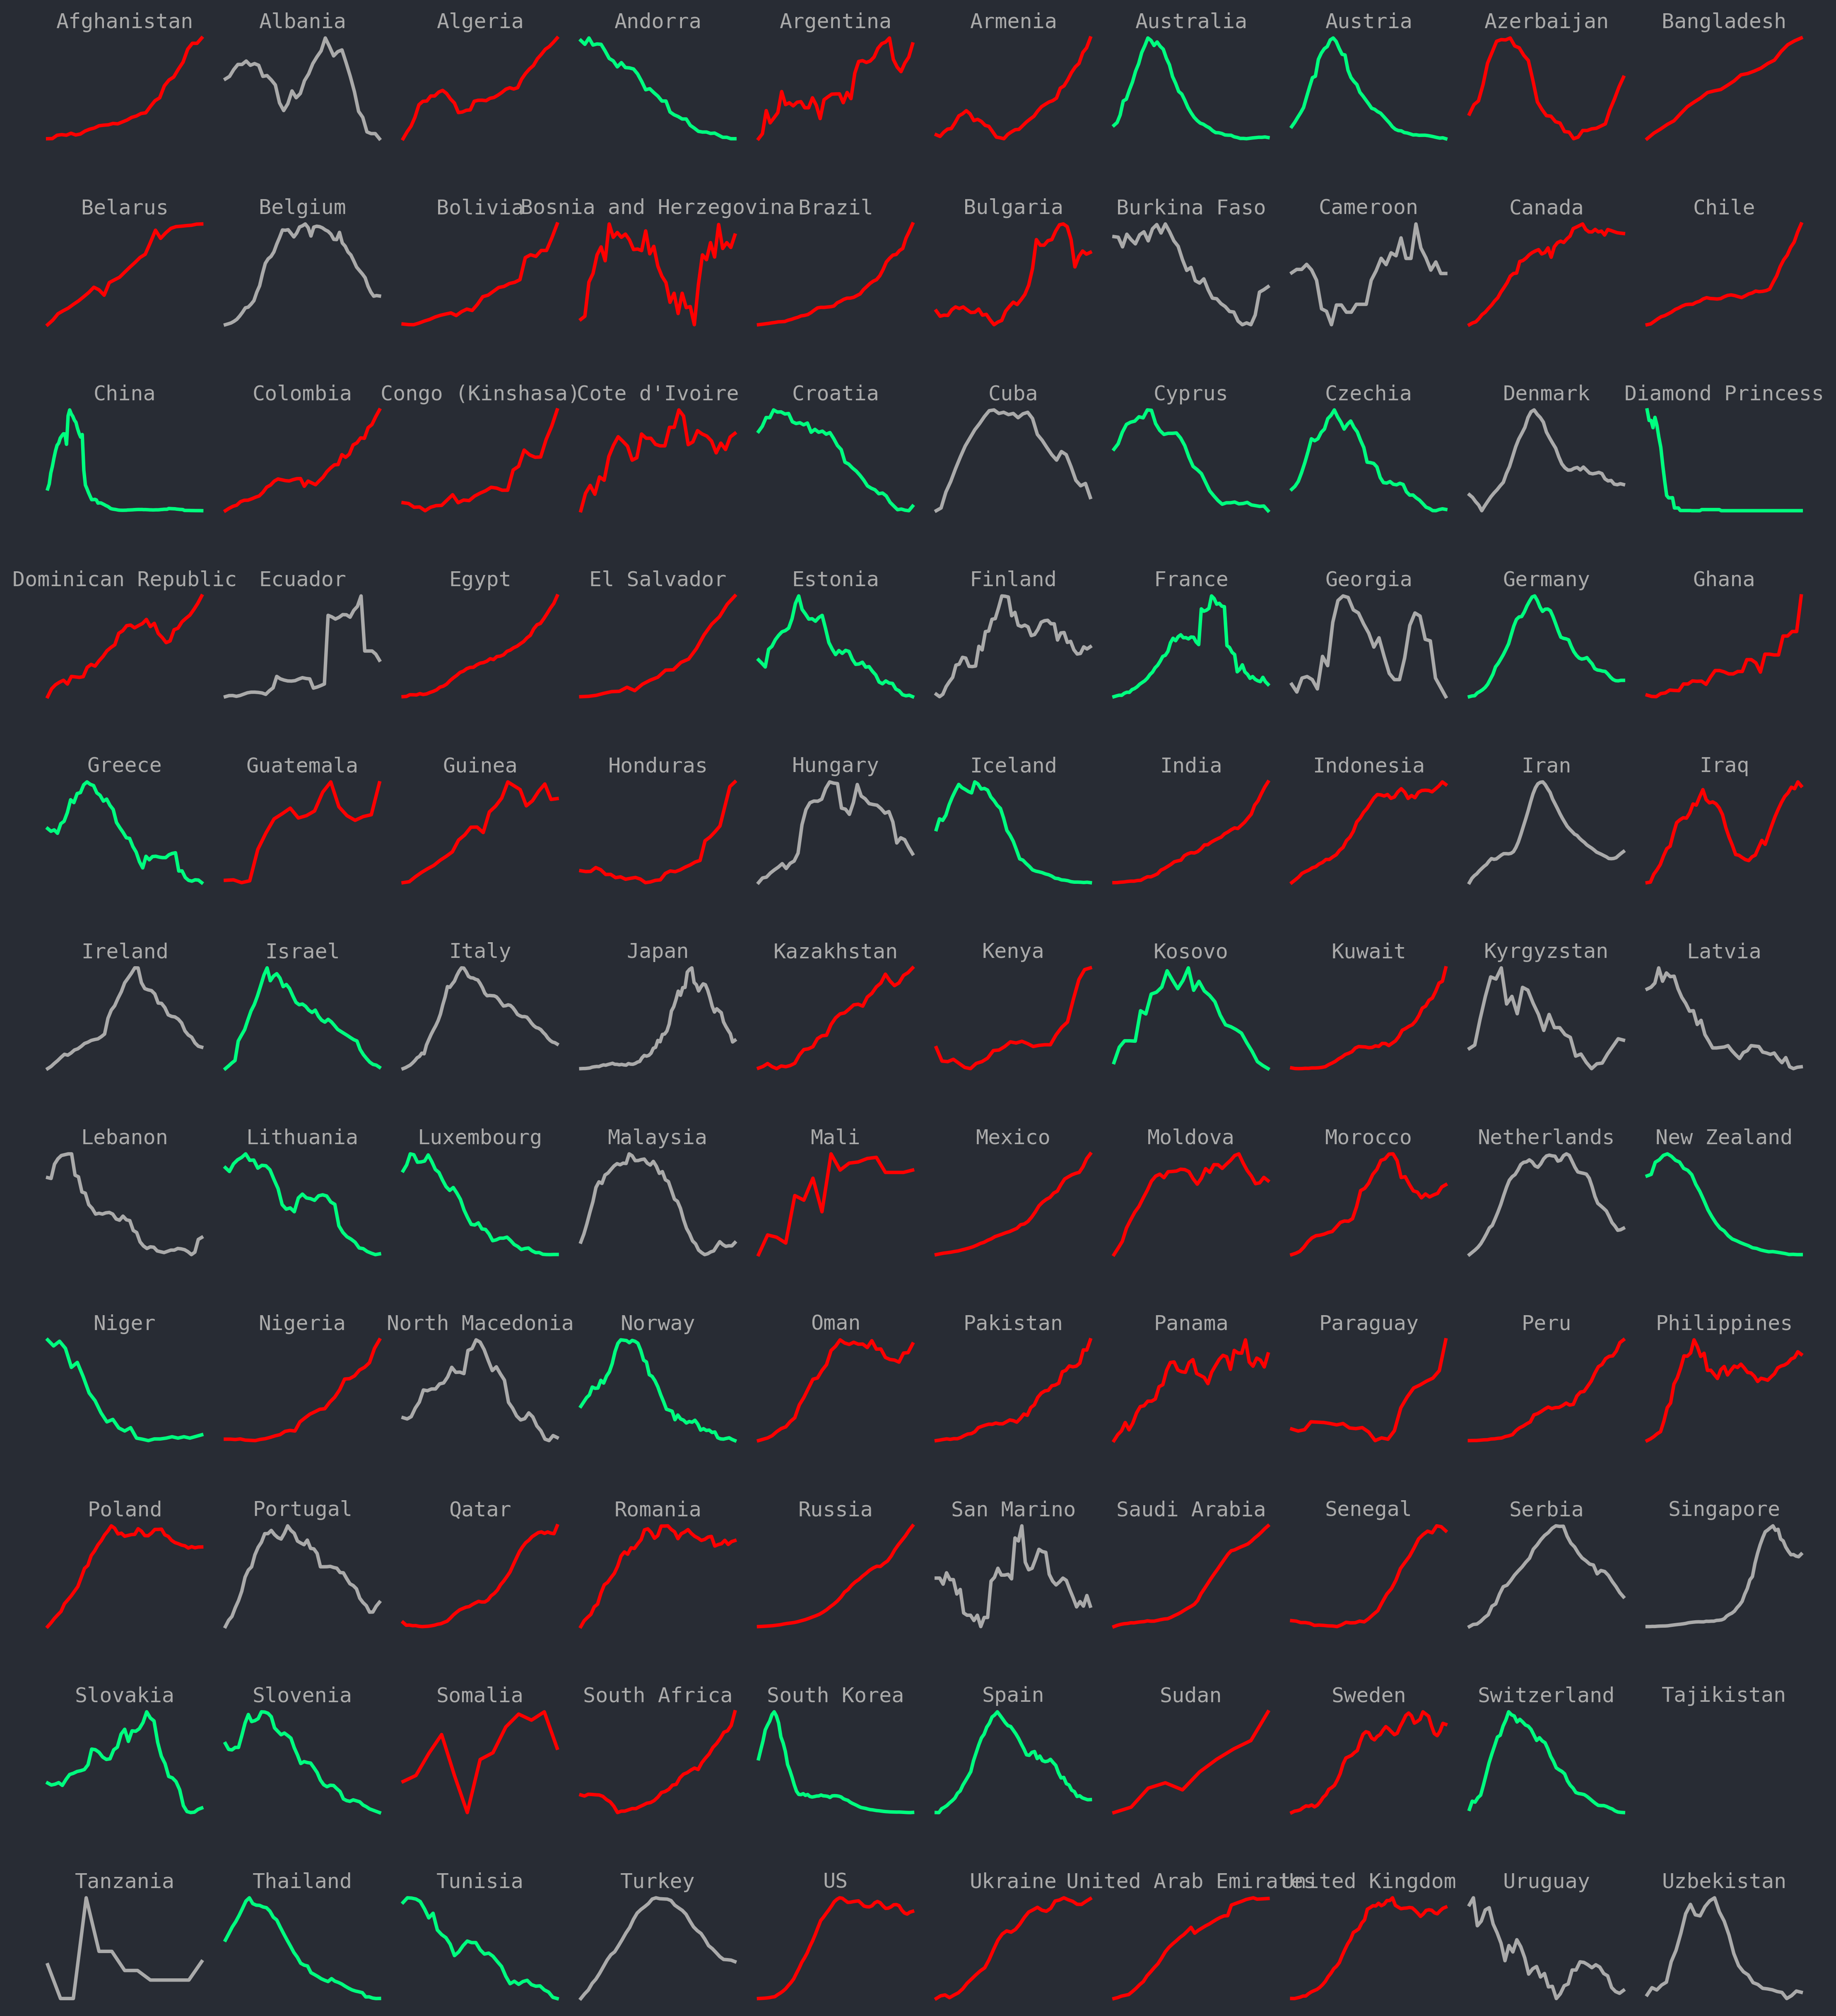 Afghanistan Albania Algeria Andorra Argentina Armenia Australia Austria Azerbaijan Bangladesh
Belarus Belgium Bolivia Bosnia and Herzegovina Brazil Bulgaria Burkina Faso Cameroon Canada Chile
China Colombia Congo (Kinshasa) Cote d'Ivoire Croatia Cuba Cyprus Czechia Denmark Diamond Princess
Dominican Republic Ecuador Egypt El Salvador Estonia Finland France Georgia Germany Ghana
Greece Guatemala Guinea Honduras Hungary Iceland India Indonesia Iran Iraq
Ireland Israel Italy Japan Kazakhstan Kenya Kosovo Kuwait Kyrgyzstan Latvia
Lebanon Lithuania Luxembourg Malaysia Mali Mexico Moldova Morocco Netherlands New Zealand
Niger Nigeria North Macedonia Norway Oman Pakistan Panama Paraguay Peru Philippines
Poland Portugal Qatar Romania Russia San Marino Saudi Arabia Senegal Serbia Singapore
Slovakia Slovenia Somalia South Africa South Korea Spain Sudan Sweden Switzerland Tajikistan
Tanzania Thailand Tunisia Turkey US Ukraine United Arab Emirates United Kingdom Uruguay Uzbekistan